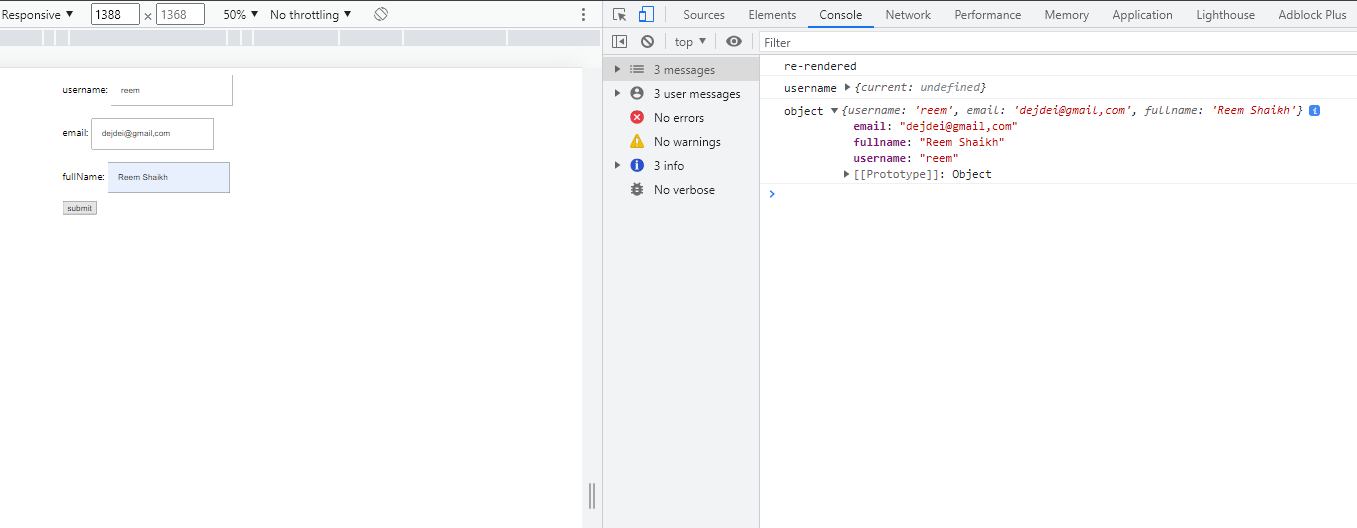 Responsive ▼ 1388 × 1368 50% ▼ No throttling ▼
username: reem
email: dejdei@gmail,com
fullName: Reem Shaikh
submit
Sources Elements Console Network Performance Memory Application Lighthouse Adblock Plus
top ▼ Filter
3 messages
3 user messages
No errors
No warnings
3 info
No verbose
re-rendered
username ▶ {current: undefined}
object ▼ {username: 'reem', email: 'dejdei@gmail,com', fullname: 'Reem Shaikh'} i
email: "dejdei@gmail,com"
fullname: "Reem Shaikh"
username: "reem"
▶ [[Prototype]]: Object
>